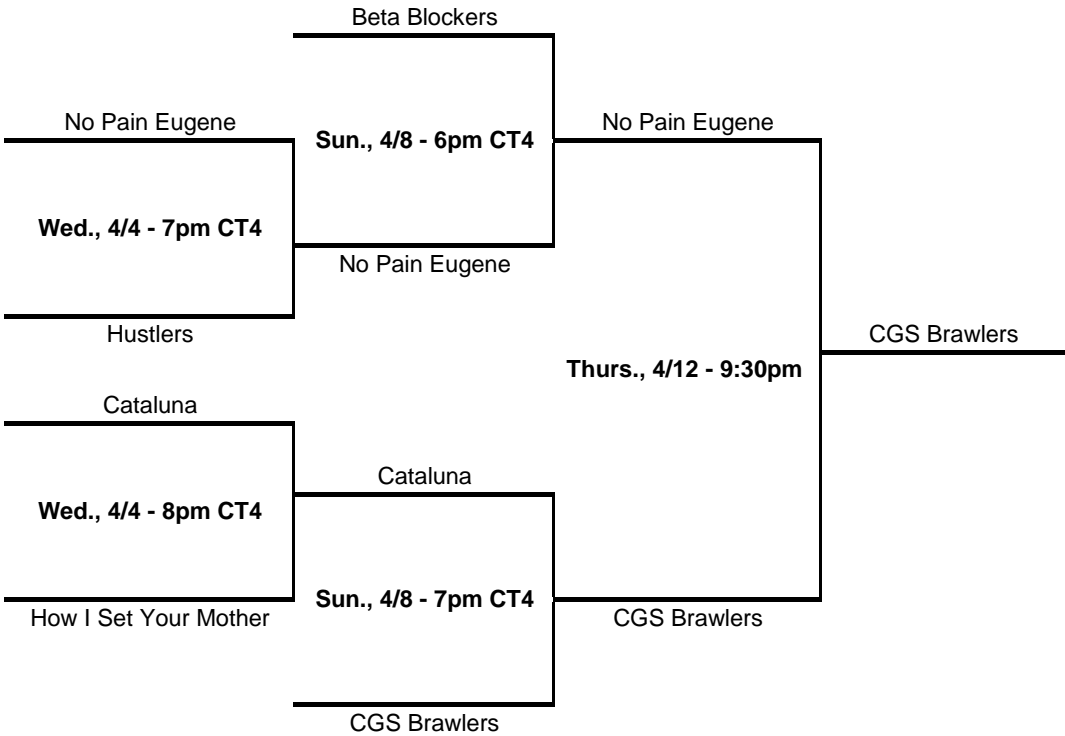 Beta Blockers
No Pain Eugene
Sun., 4/8 - 6pm CT4
No Pain Eugene
Wed., 4/4 - 7pm CT4
No Pain Eugene
Hustlers
CGS Brawlers
Thurs., 4/12 - 9:30pm
Cataluna
Cataluna
Wed., 4/4 - 8pm CT4
Sun., 4/8 - 7pm CT4
How I Set Your Mother
CGS Brawlers
CGS Brawlers